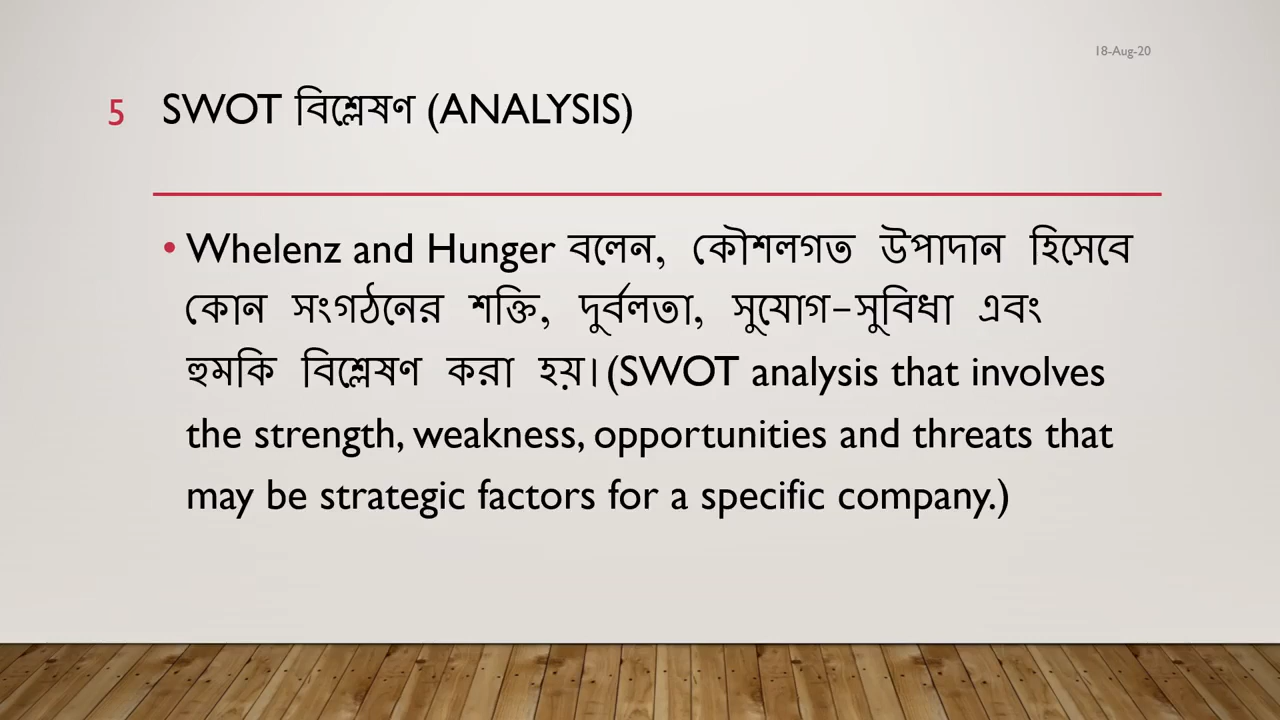 18-Aug-20
5 SWOT বিশ্লেষণ (ANALYSIS)
• Whelenz and Hunger বলেন, কৌশলগত উপাদান হিসেবে
কোন সংগঠনের শক্তি, দুর্বলতা, সুযোগ-সুবিধা এবং
হুমকি বিশ্লেষণ করা হয়।(SWOT analysis that involves
the strength, weakness, opportunities and threats that
may be strategic factors for a specific company.)